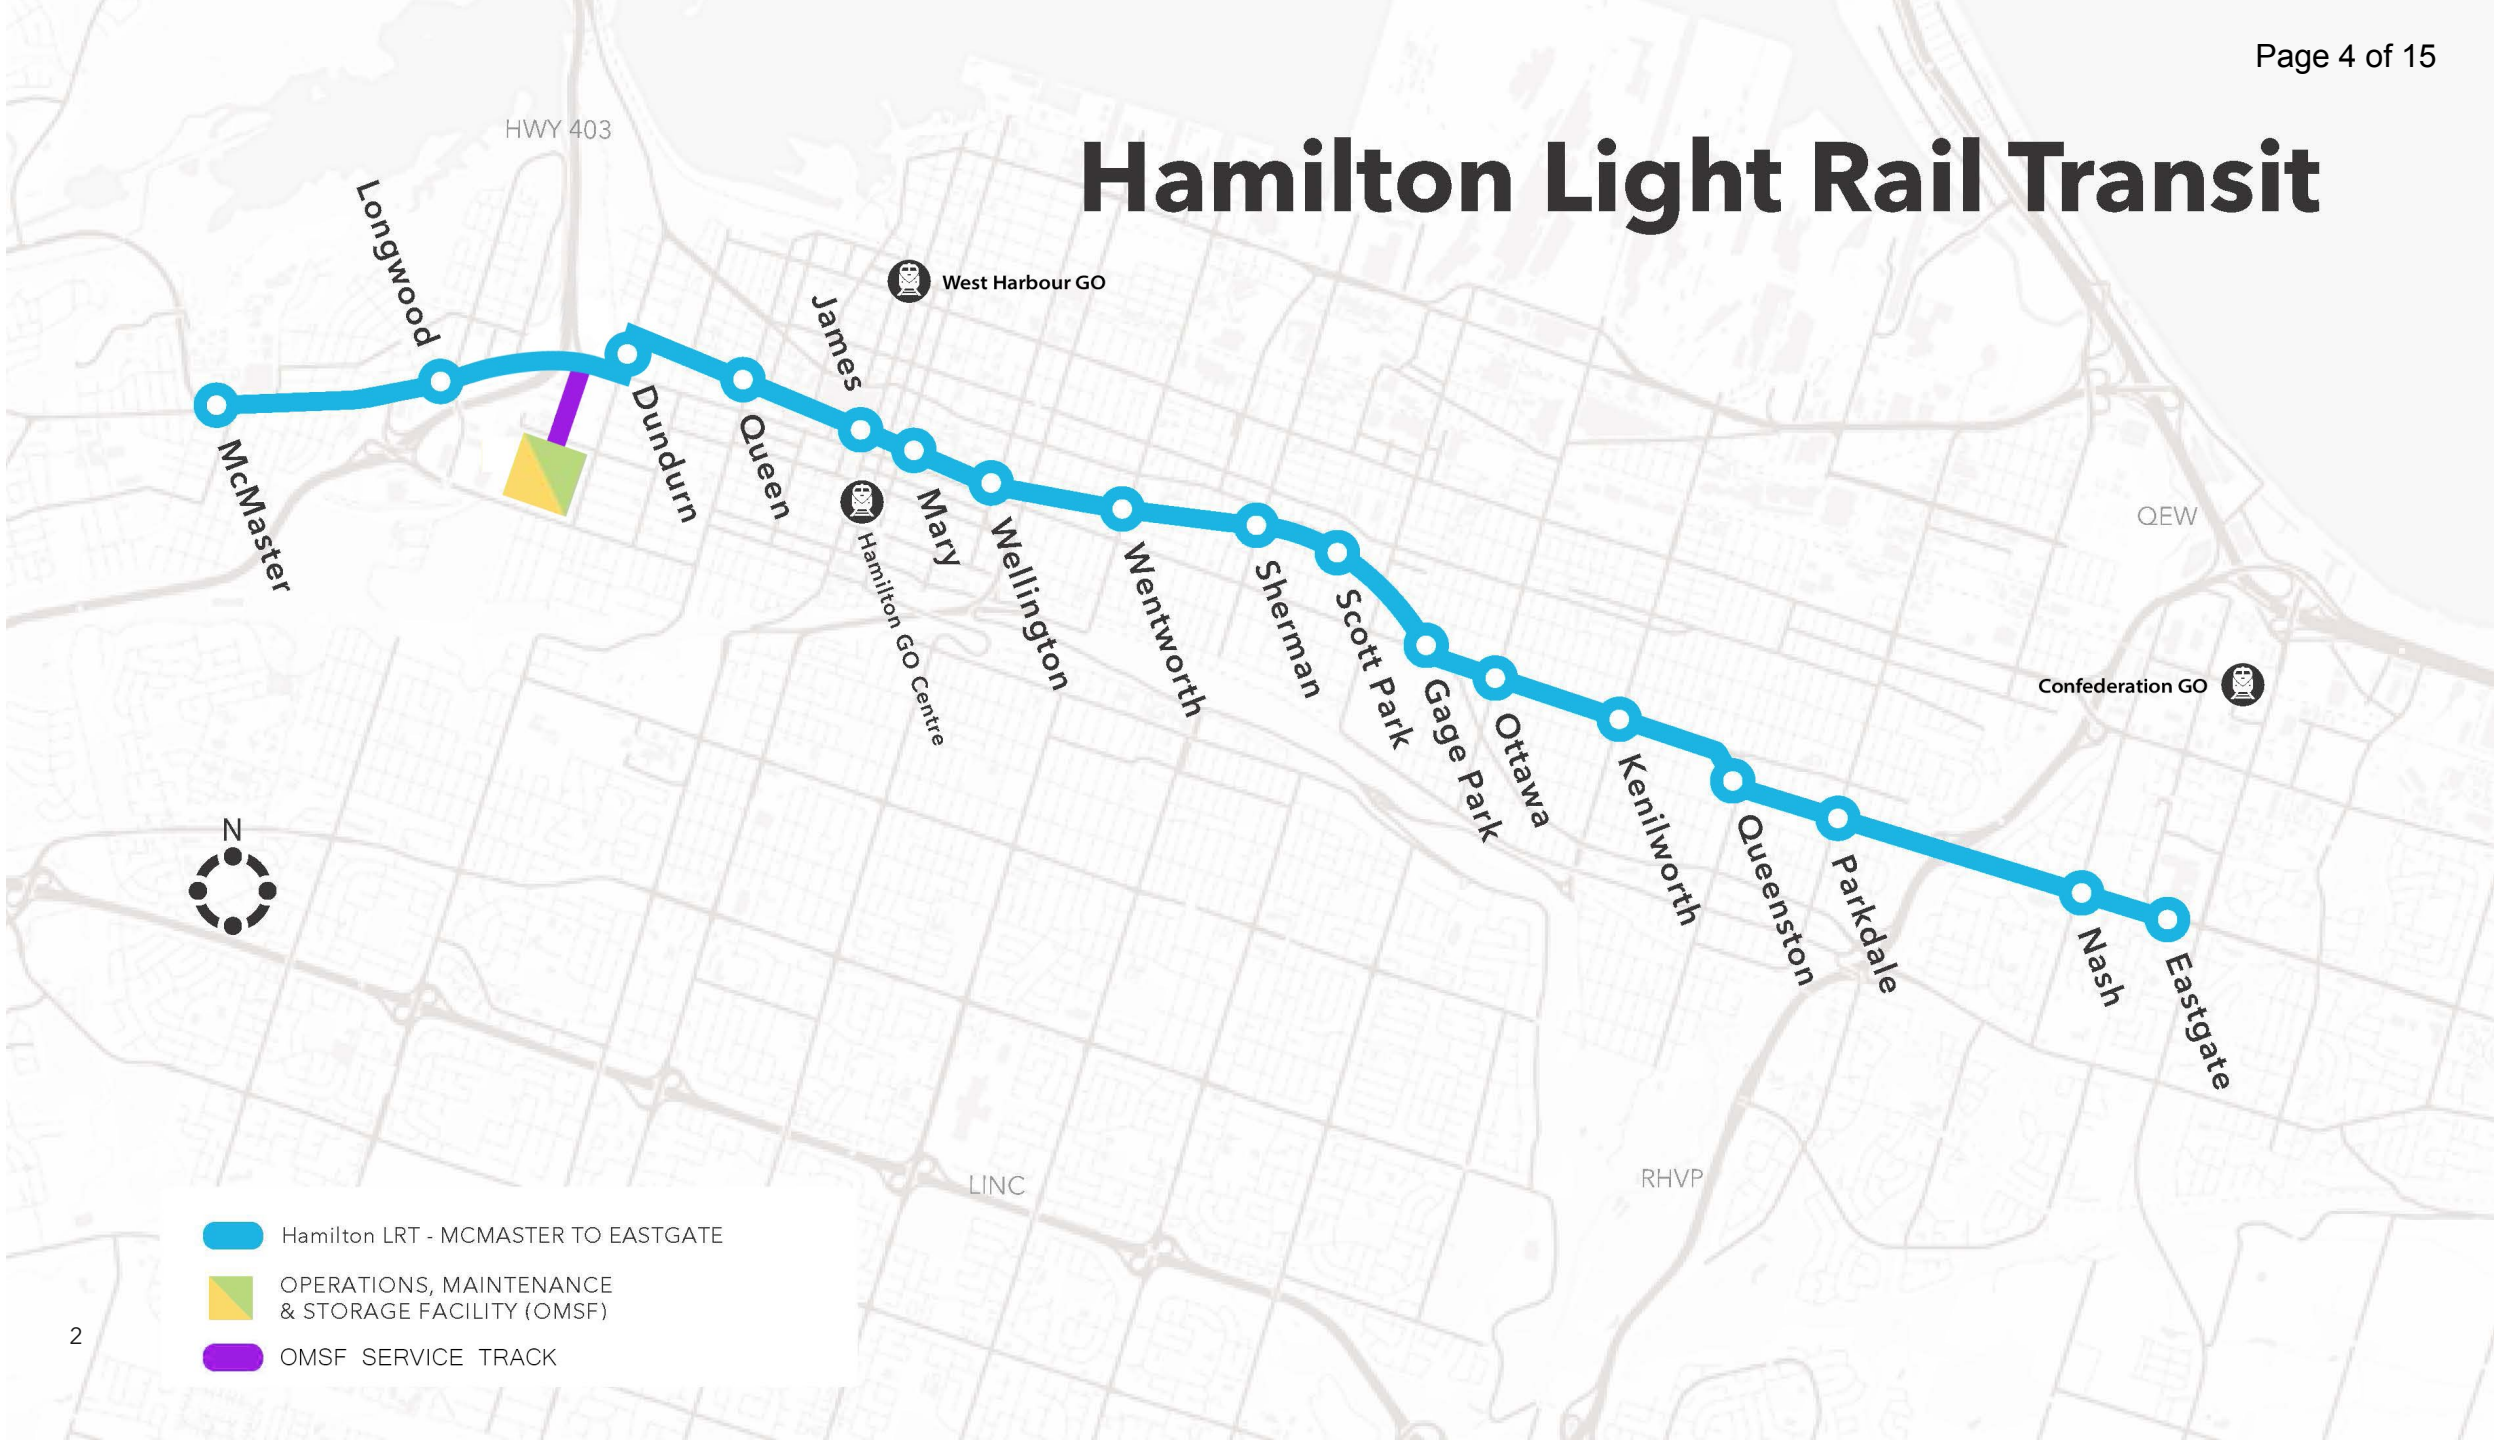 Page 4 of 15
HWY 403
Hamilton Light Rail Transit
Longwood
West Harbour GO
James
McMaster
Dundurn
Queen
Hamilton GO Centre
Mary
Wellington
Wentworth
Sherman
Scott Park
Gage Park
Ottawa
QEW
Confederation GO
Kenilworth
Queenston
Parkdale
Nash
Eastgate
N
LINC
RHVP
Hamilton LRT - MCMASTER TO EASTGATE
OPERATIONS, MAINTENANCE
& STORAGE FACILITY (OMSF)
OMSF SERVICE TRACK
2